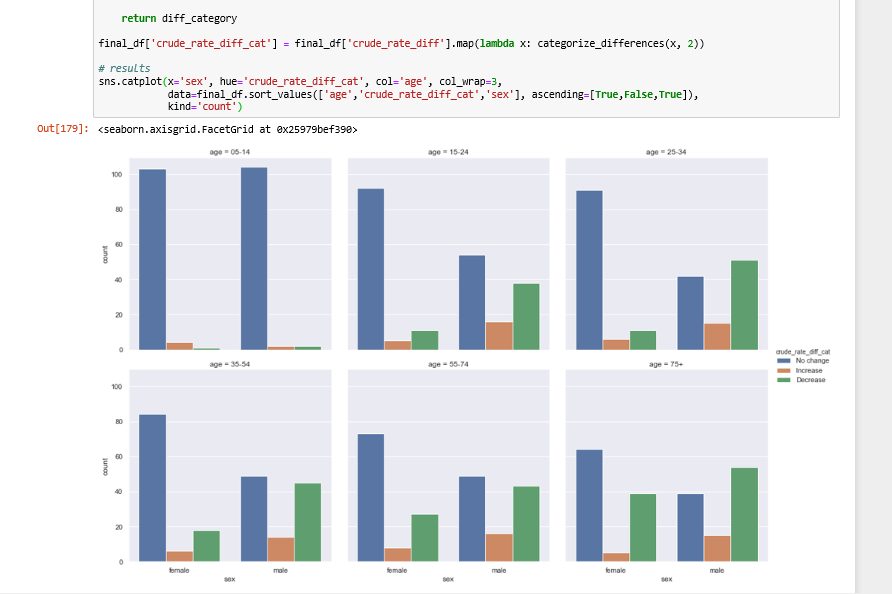 return diff_category
final_df['crude_rate_diff_cat'] = final_df['crude_rate_diff'].map(lambda x: categorize_differences(x, 2))
# results
sns.catplot(x='sex', hue='crude_rate_diff_cat', col='age', col_wrap=3,
data=final_df.sort_values(['age','crude_rate_diff_cat','sex'], ascending=[True,False,True]),
kind='count')
Out[179]: <seaborn.axisgrid.FacetGrid at 0x25979bef390>
age = 05-14
age = 15-24
age = 25-34
100
80
60
40
20
0
count
crude_rate_diff_cat
No change
Increase
Decrease
age = 35-54
age = 55-74
age = 75+
100
80
60
40
20
0
count
female
male
female
male
female
male
sex
sex
sex